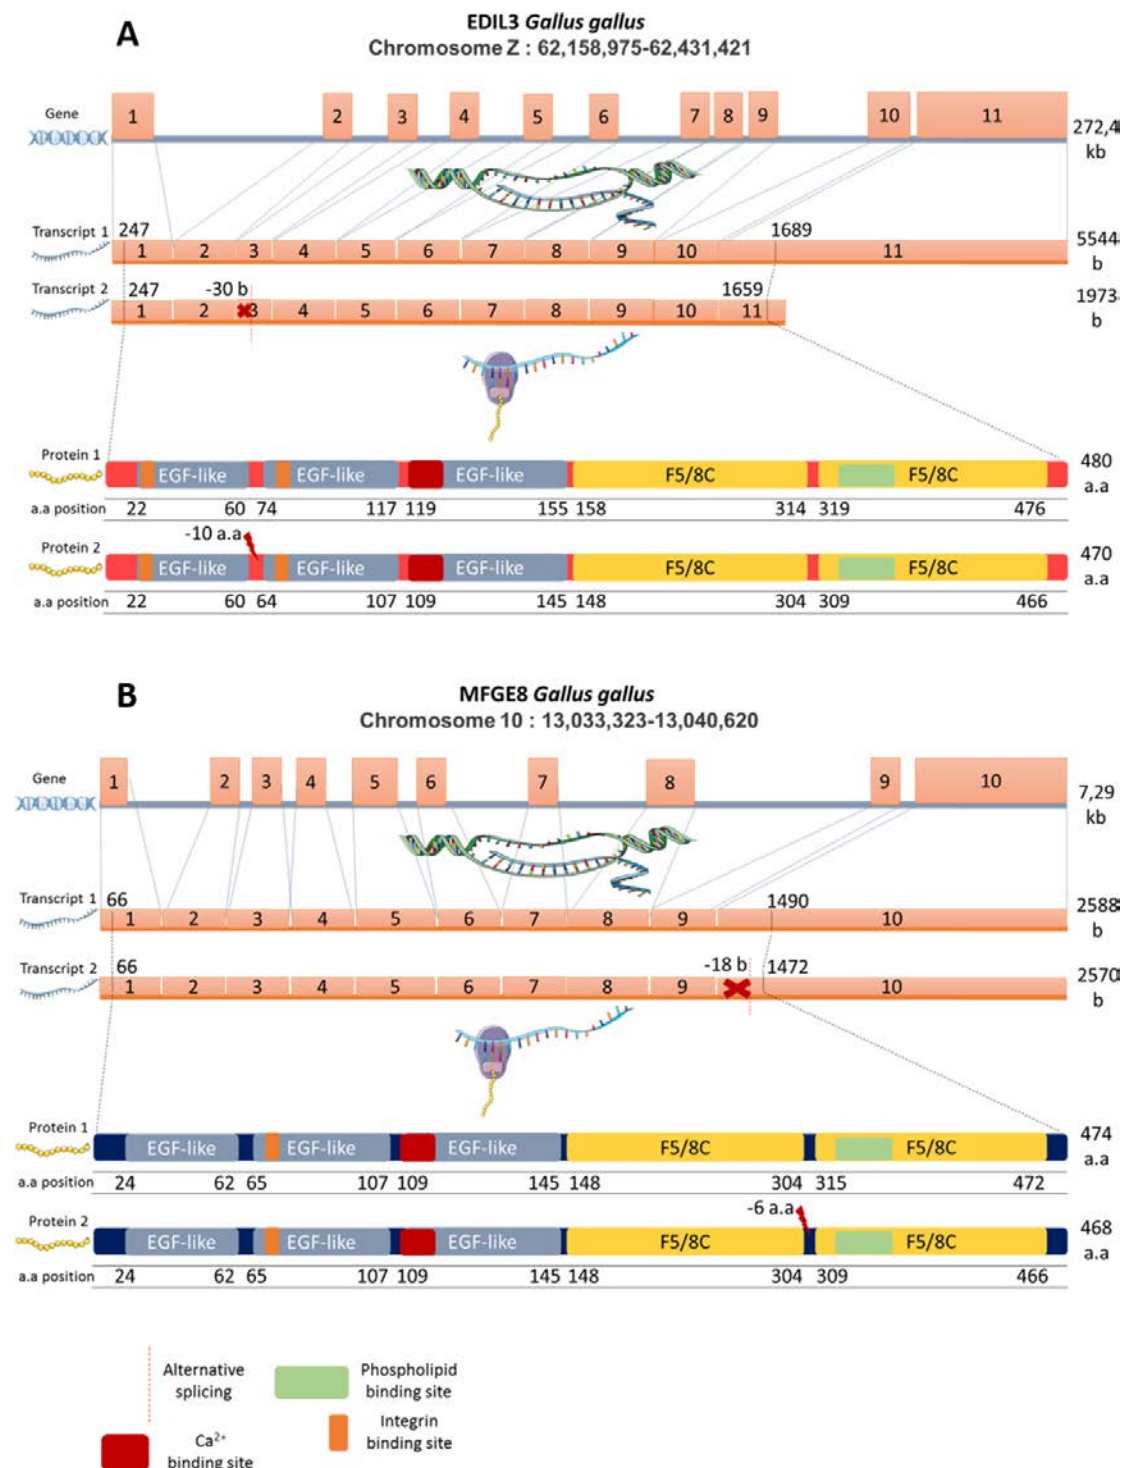 A
EDIL3 Gallus gallus
Chromosome Z : 62,158,975-62,431,421
Gene
1 2 3 4 5 6 7 8 9 10 11
272,4
kb
Transcript 1
247 1689
1 2 3 4 5 6 7 8 9 10 11
5544
b
Transcript 2
247 -30 b 1659
1 2 3 4 5 6 7 8 9 10 11
1973
b
Protein 1
EGF-like EGF-like EGF-like F5/8C F5/8C
480
a.a
a.a position 22 60 74 117 119 155 158 314 319 476
-10 a.a
Protein 2
EGF-like EGF-like EGF-like F5/8C F5/8C
470
a.a
a.a position 22 60 64 107 109 145 148 304 309 466
B
MFGE8 Gallus gallus
Chromosome 10 : 13,033,323-13,040,620
Gene
1 2 3 4 5 6 7 8 9 10
7,29
kb
Transcript 1
66 1490
1 2 3 4 5 6 7 8 9 10
2588
b
Transcript 2
66 -18 b 1472
1 2 3 4 5 6 7 8 9 10
2570
b
Protein 1
EGF-like EGF-like EGF-like F5/8C F5/8C
474
a.a
a.a position 24 62 65 107 109 145 148 304 315 472
-6 a.a
Protein 2
EGF-like EGF-like EGF-like F5/8C F5/8C
468
a.a
a.a position 24 62 65 107 109 145 148 304 309 466
Alternative
splicing
Phospholipid
binding site
Ca2+
binding site
Integrin
binding site